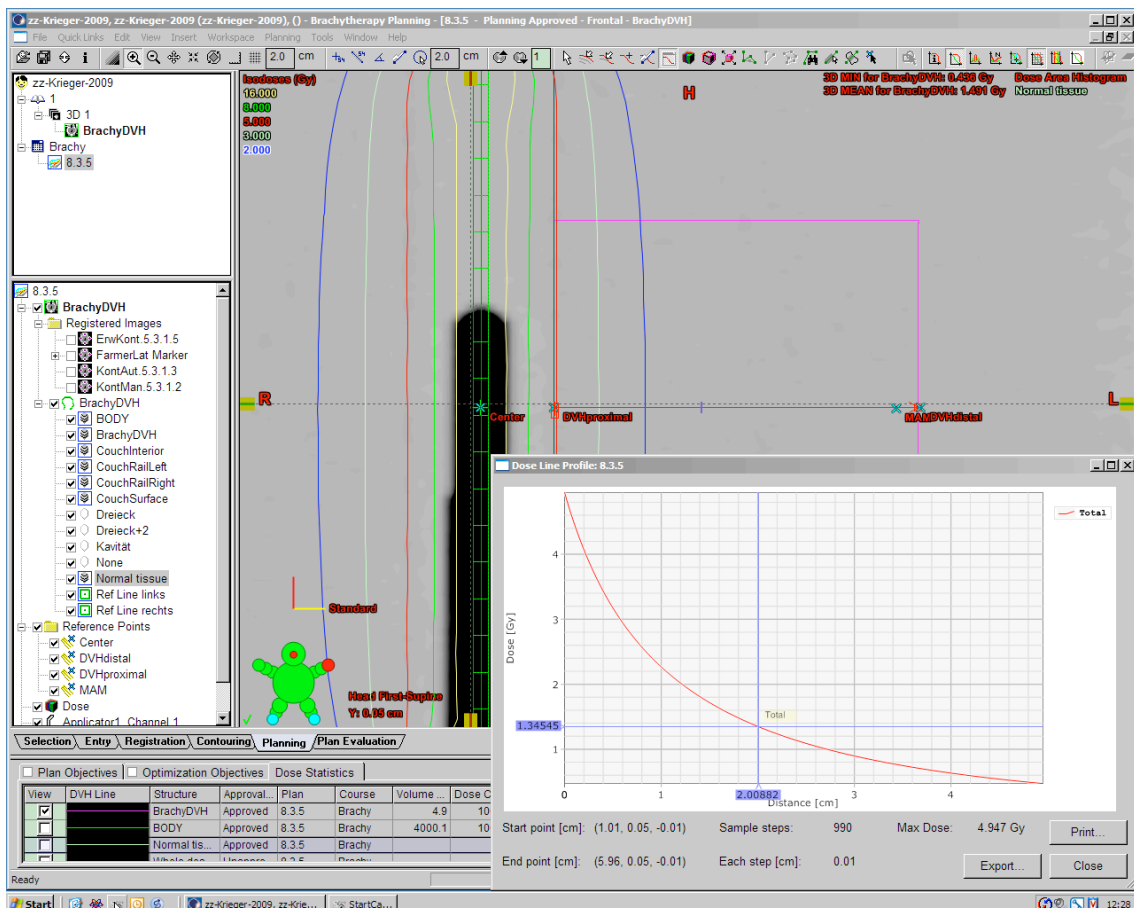 zz-Krieger-2009, zz-Krieger-2009 (zz-Krieger-2009), () - Brachytherapy Planning - [8.3.5 - Planning Approved - Frontal - BrachyDVH]
File Quick Links Edit View Insert Workspace Planning Tools Window Help
2.0 cm 2.0 cm 1
zz-Krieger-2009
1
3D 1
BrachyDVH
Brachy
8.3.5
8.3.5
BrachyDVH
Registered Images
ErwKont.5.3.1.5
FarmerLat Marker
KontAut.5.3.1.3
KontMan.5.3.1.2
BrachyDVH
BODY
BrachyDVH
CouchInterior
CouchRailLeft
CouchRailRight
CouchSurface
Dreieck
Dreieck+2
Kavität
None
Normal tissue
Ref Line links
Ref Line rechts
Reference Points
Center
DVHdistal
DVHproximal
MAM
Dose
Applicator1, Channel 1
Isodoses (Gy)
16.000
8.000
5.000
3.000
2.000
H
3D MIN for BrachyDVH: 0.436 Gy
3D MEAN for BrachyDVH: 1.491 Gy
Dose Area Histogram
Normal tissue
R
L
Center
DVHproximal
MAM
DVHdistal
Standard
Head First-Supine
Y: 0.05 cm
Dose Line Profile: 8.3.5
Total
Dose [Gy]
4
3
2
1
1.34545
Total
0 1 2.00882 3 4
Distance [cm]
Start point [cm]: (1.01, 0.05, -0.01) Sample steps: 990 Max Dose: 4.947 Gy Print...
End point [cm]: (5.96, 0.05, -0.01) Each step [cm]: 0.01 Export... Close
Selection Entry Registration Contouring Planning Plan Evaluation
Plan Objectives Optimization Objectives Dose Statistics
View DVH Line Structure Approval... Plan Course Volume ... Dose C
BrachyDVH Approved 8.3.5 Brachy 4.9 10
BODY Approved 8.3.5 Brachy 4000.1 10
Normal tis... Approved 8.3.5 Brachy
Ready
Start zz-Krieger-2009, zz-Krie... StartCa... 12:28